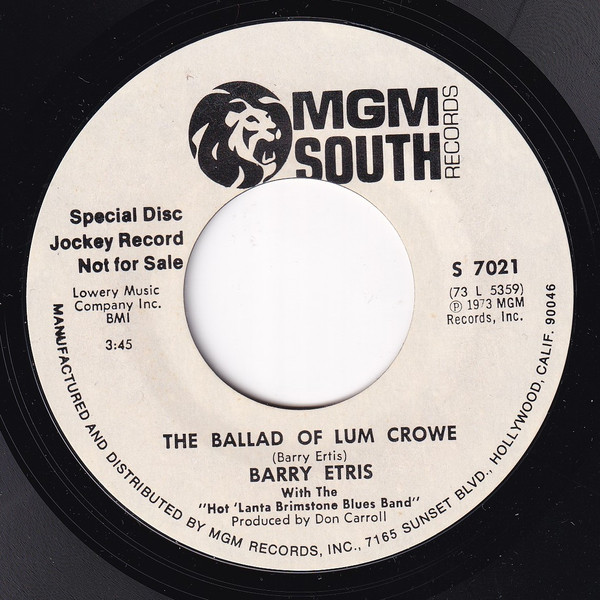 MGM
SOUTH
RECORDS
Special Disc
Jockey Record
Not for Sale
Lowery Music
Company Inc.
BMI
3:45
S 7021
(73 L 5359)
Ⓟ 1973 MGM
Records, Inc.
THE BALLAD OF LUM CROWE
(Barry Ertis)
BARRY ETRIS
With The
"Hot 'Lanta Brimstone Blues Band"
Produced by Don Carroll
MANUFACTURED AND DISTRIBUTED BY MGM RECORDS, INC., 7165 SUNSET BLVD., HOLLYWOOD, CALIF. 90046